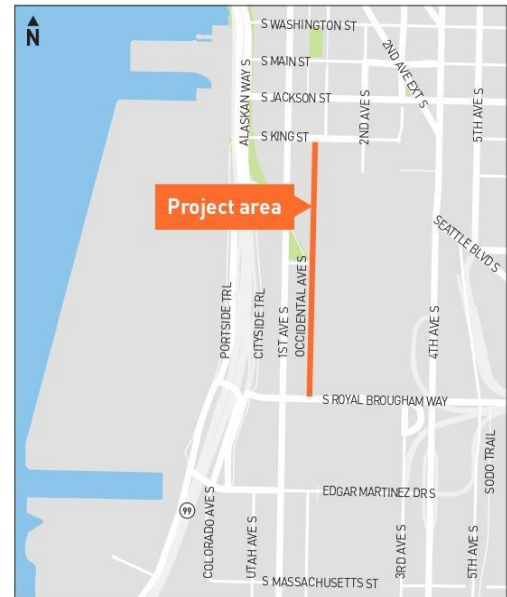 N
S WASHINGTON ST
S MAIN ST
S JACKSON ST
S KING ST
ALASKAN WAY S
2ND AVE S
2ND AVE EXT S
5TH AVE S
Project area
SEATTLE BLVD S
PORTSIDE TRL
CITYSIDE TRL
1ST AVE S
OCCIDENTAL AVE S
4TH AVE S
S ROYAL BROUGHAM WAY
SODO TRAIL
EDGAR MARTINEZ DR S
99
COLORADO AVE S
UTAH AVE S
3RD AVE S
5TH AVE S
S MASSACHUSETTS ST